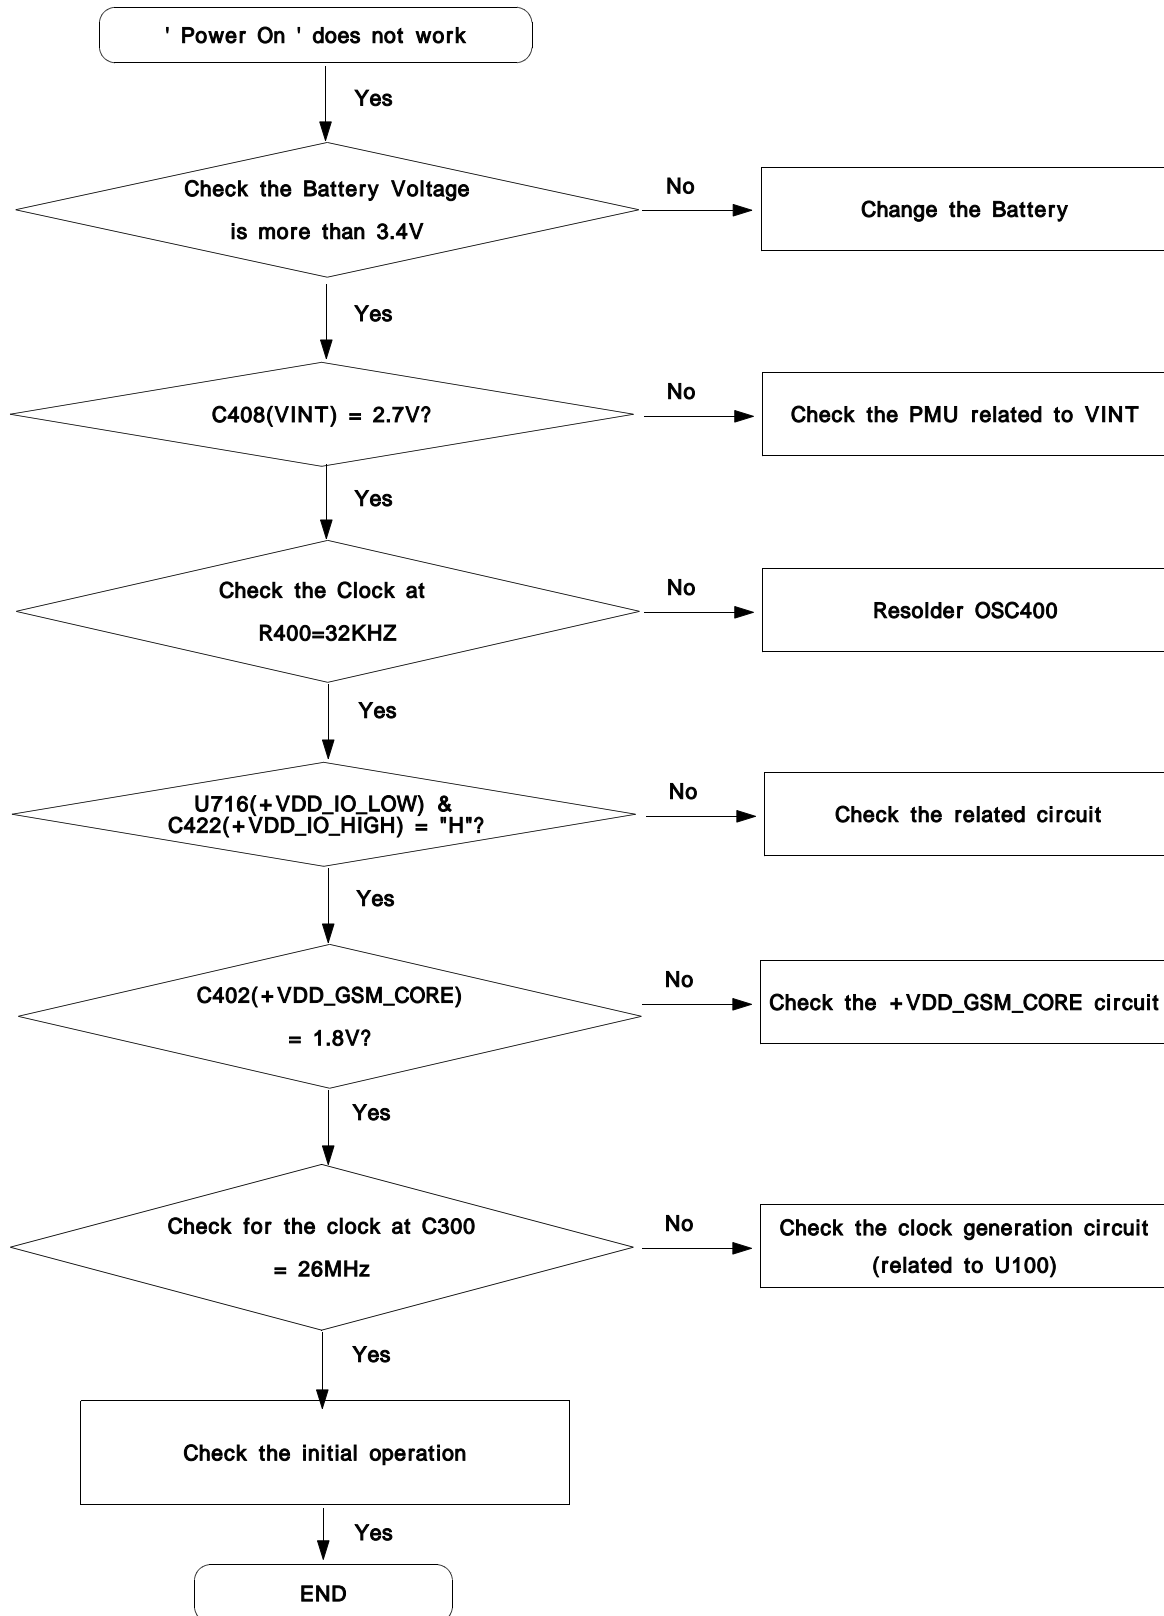 ' Power On ' does not work
Yes
Check the Battery Voltage
is more than 3.4V
No
Change the Battery
Yes
C408(VINT) = 2.7V?
No
Check the PMU related to VINT
Yes
Check the Clock at
R400=32KHZ
No
Resolder OSC400
Yes
U716(+VDD_IO_LOW) &
C422(+VDD_IO_HIGH) = "H"?
No
Check the related circuit
Yes
C402(+VDD_GSM_CORE)
= 1.8V?
No
Check the +VDD_GSM_CORE circuit
Yes
Check for the clock at C300
= 26MHz
No
Check the clock generation circuit
(related to U100)
Yes
Check the initial operation
Yes
END